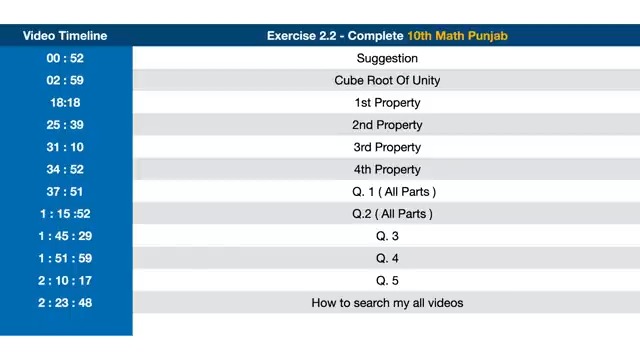 Video Timeline Exercise 2.2 - Complete 10th Math Punjab
00 : 52 Suggestion
02 : 59 Cube Root Of Unity
18:18 1st Property
25 : 39 2nd Property
31 : 10 3rd Property
34 : 52 4th Property
37 : 51 Q. 1 ( All Parts )
1 : 15 :52 Q.2 ( All Parts )
1 : 45 : 29 Q. 3
1 : 51 : 59 Q. 4
2 : 10 : 17 Q. 5
2 : 23 : 48 How to search my all videos